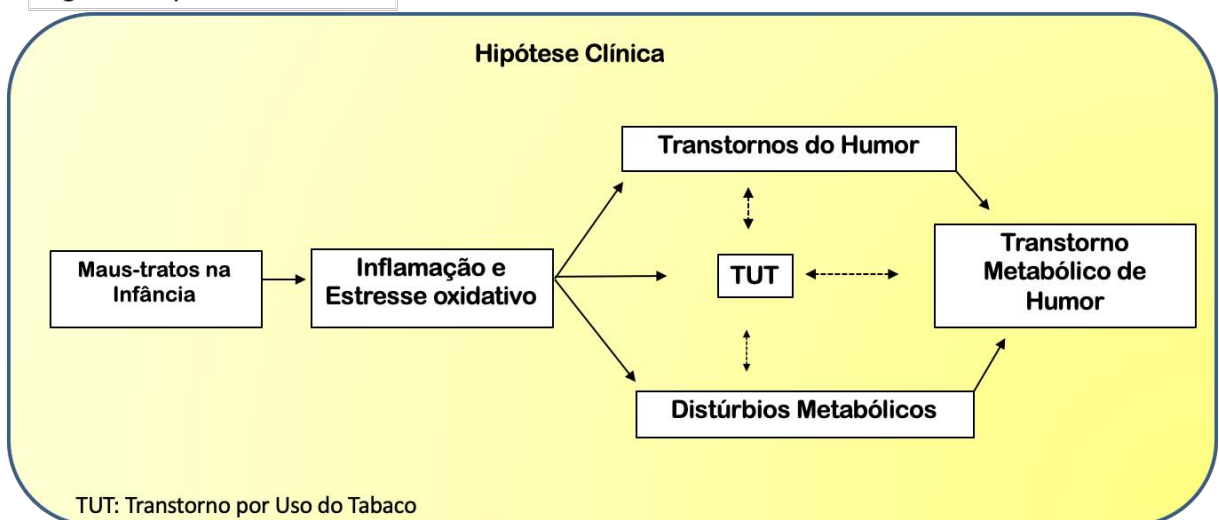 Hipótese Clínica
Transtornos do Humor
Maus-tratos na
Infância
Inflamação e
Estresse oxidativo
TUT
Transtorno
Metabólico de
Humor
Distúrbios Metabólicos
TUT: Transtorno por Uso do Tabaco